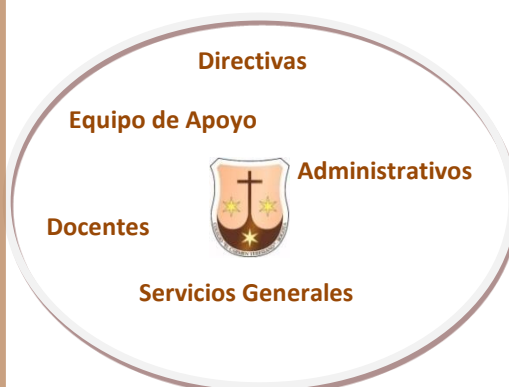 Directivas
Equipo de Apoyo
Administrativos
Docentes
Servicios Generales